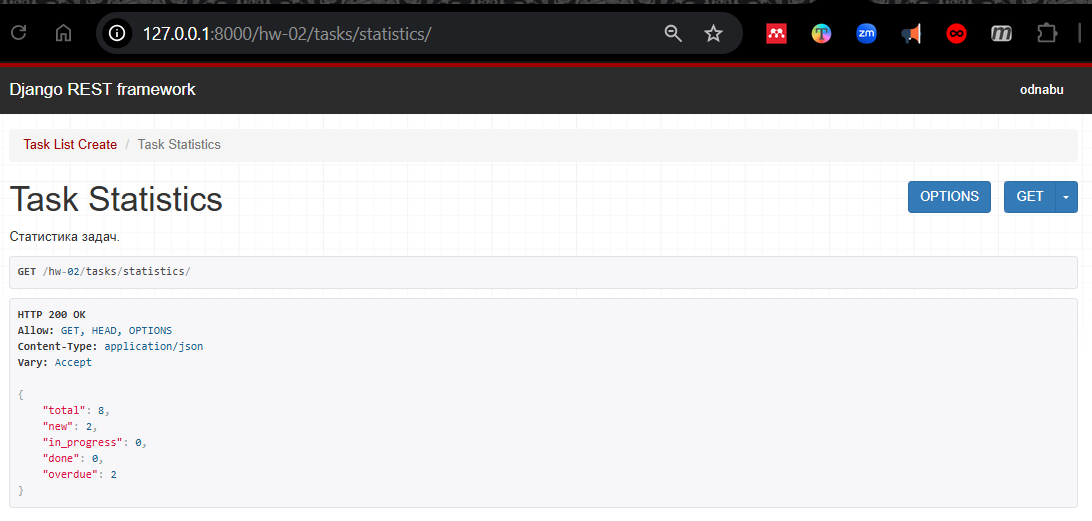 127.0.0.1:8000/hw-02/tasks/statistics/
zm
Django REST framework
odnabu
Task List Create / Task Statistics
Task Statistics
OPTIONS
GET
Статистика задач.
GET /hw-02/tasks/statistics/
HTTP 200 OK
Allow: GET, HEAD, OPTIONS
Content-Type: application/json
Vary: Accept
{
"total": 8,
"new": 2,
"in_progress": 0,
"done": 0,
"overdue": 2
}